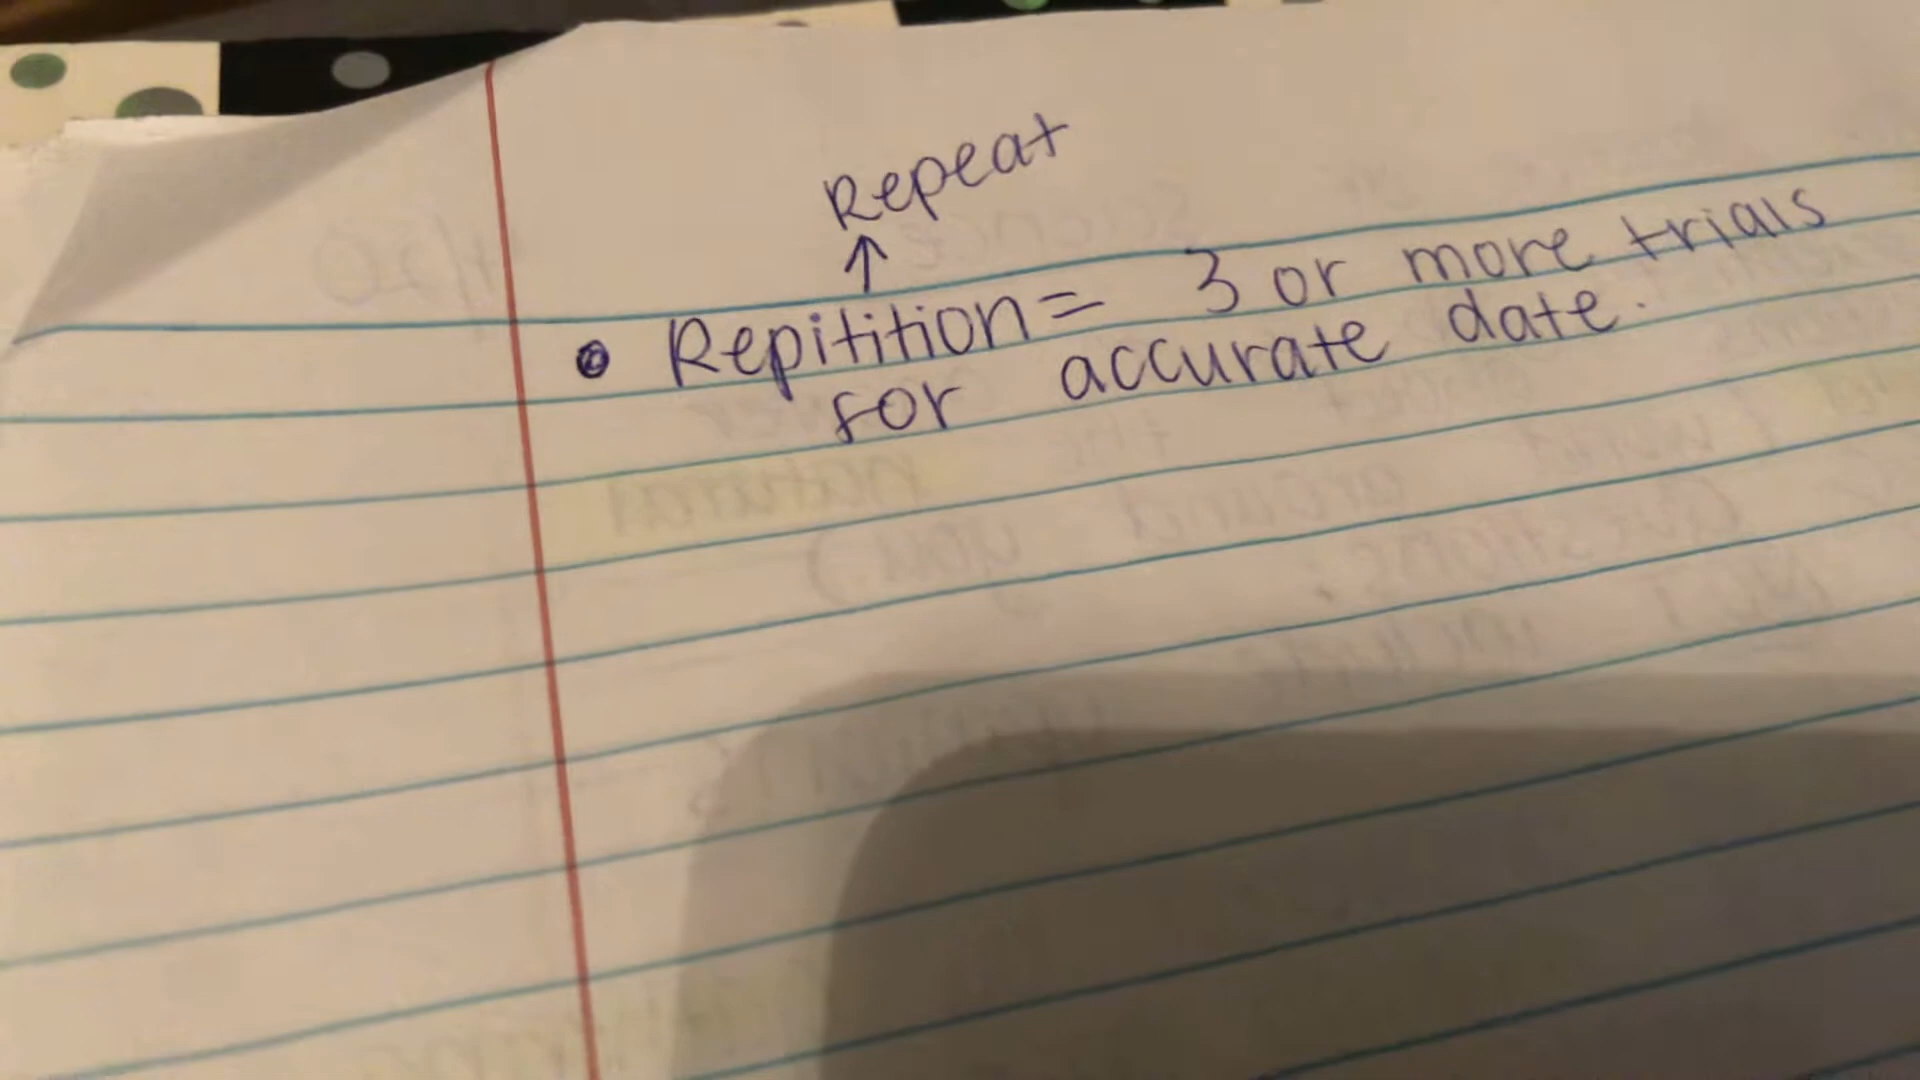 Repeat
↑
• Repitition = 3 or more trials
for accurate date.